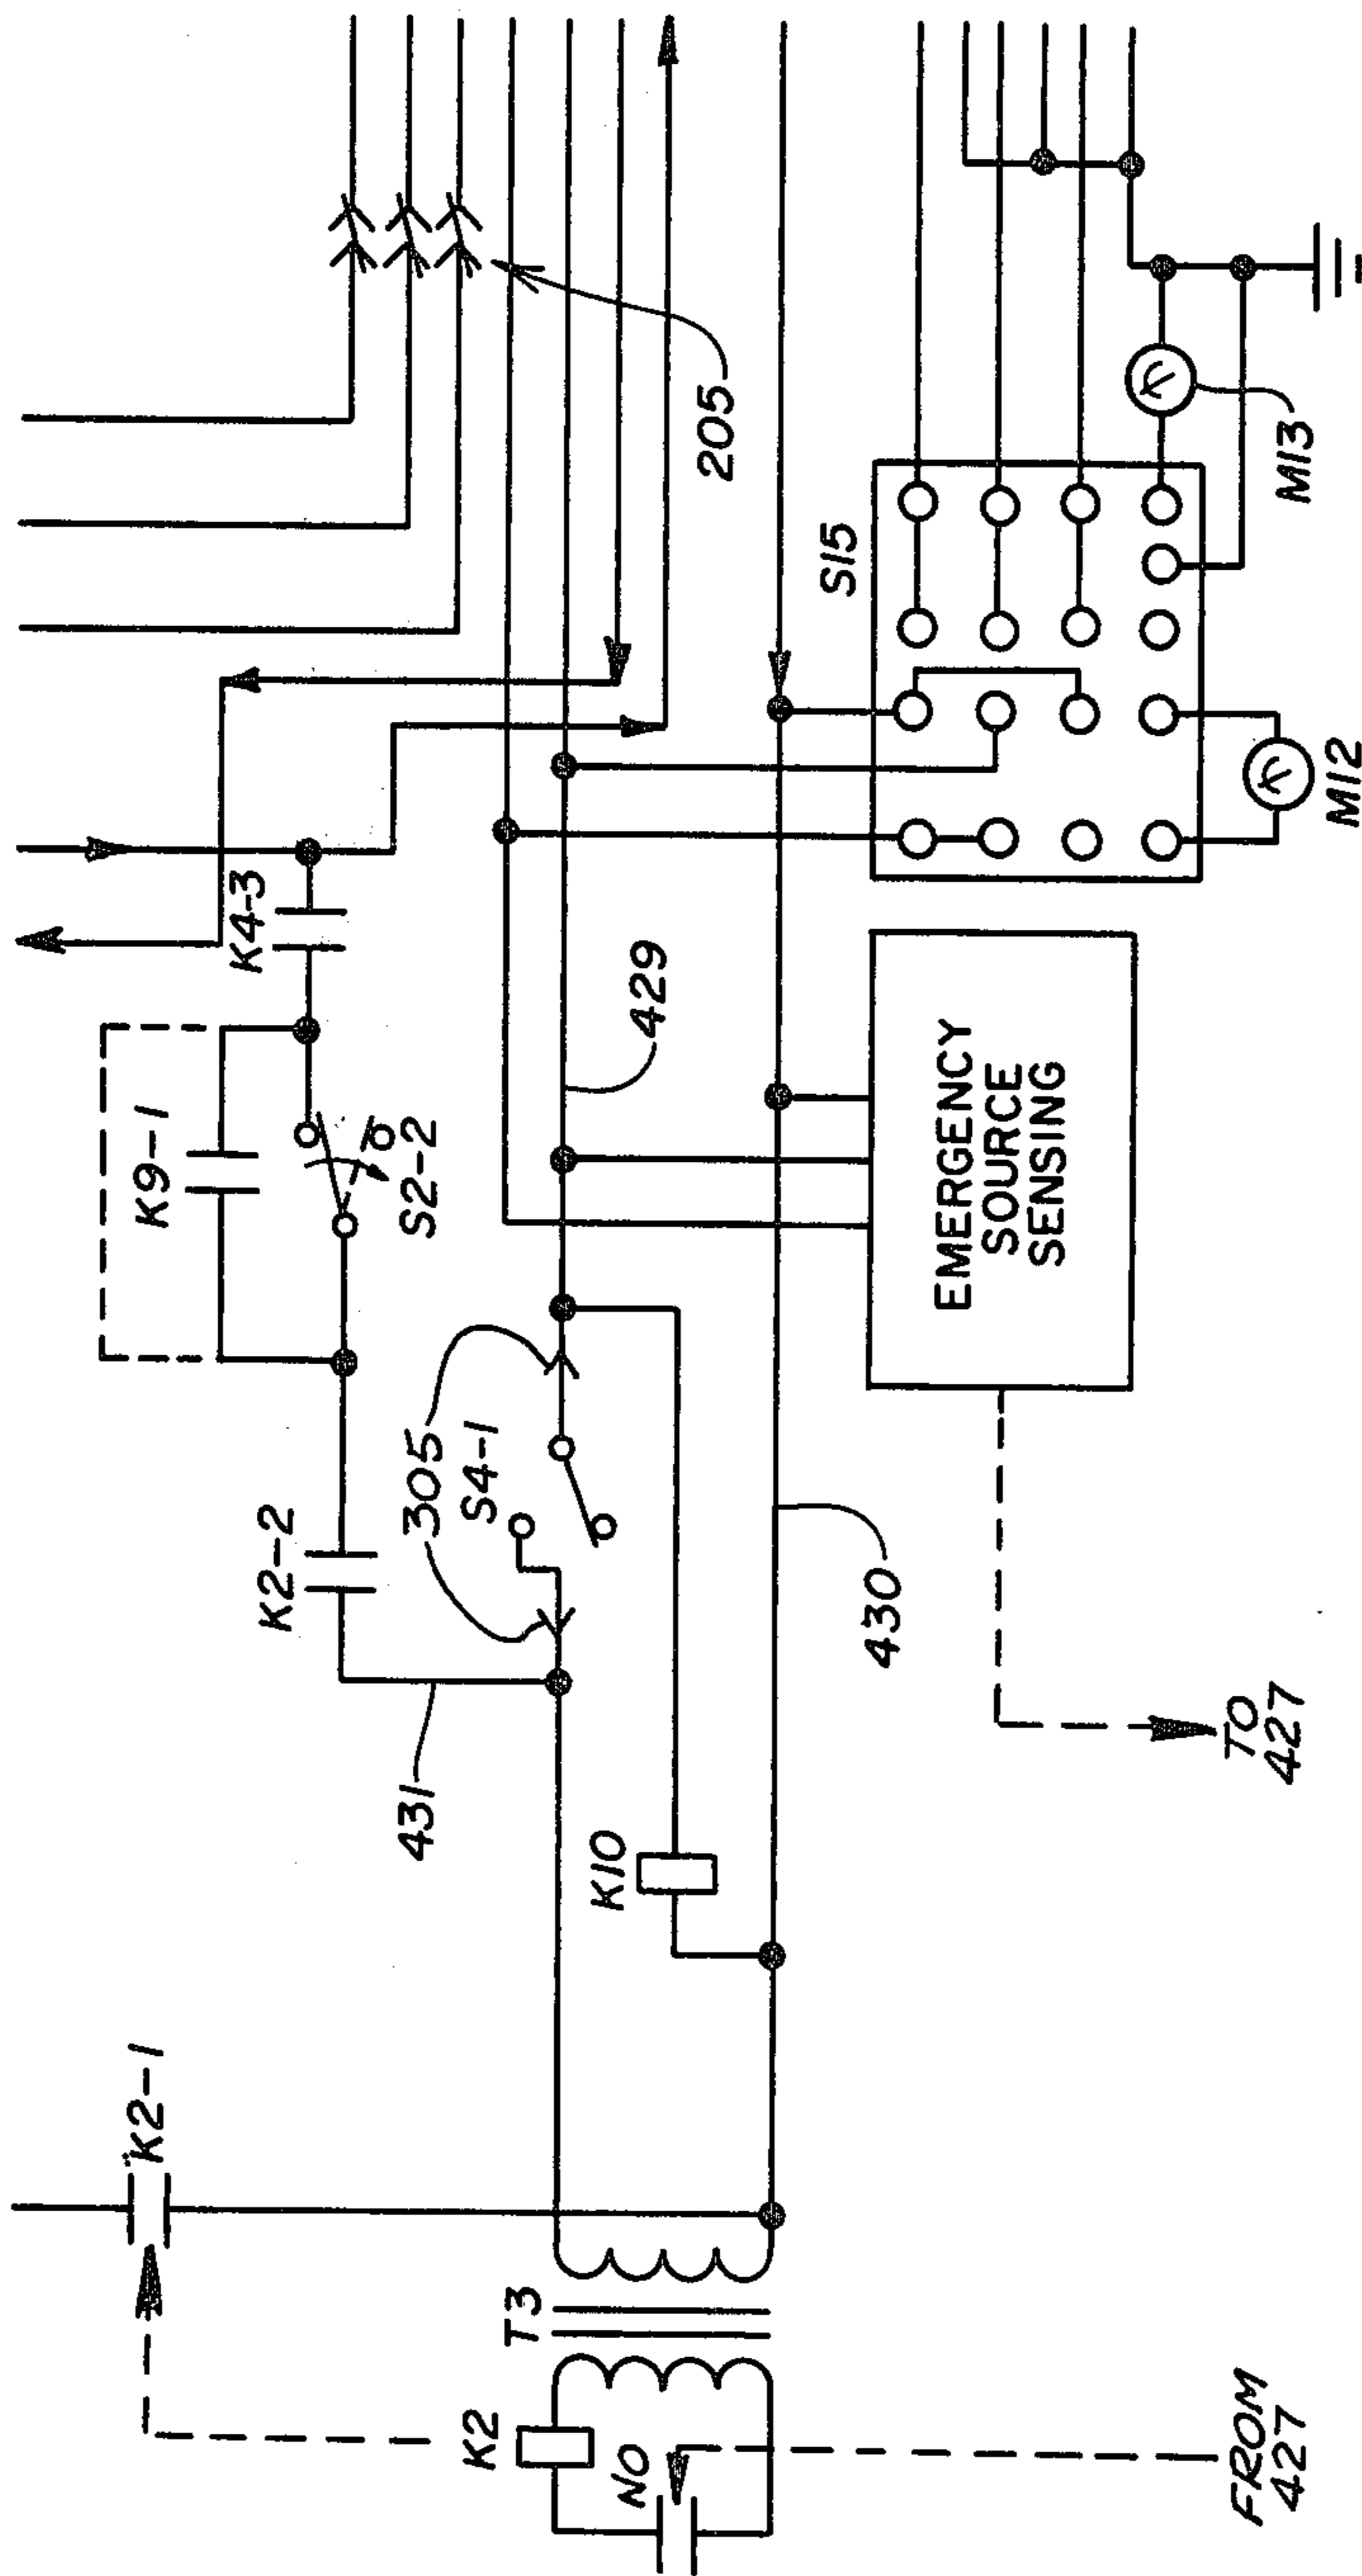 205
K4-3
K9-1
S2-2
429
S15
M13
M12
EMERGENCY
SOURCE
SENSING
305
S4-1
K2-2
431
430
K10
TO
427
K2-1
T3
K2
NO
FROM
427